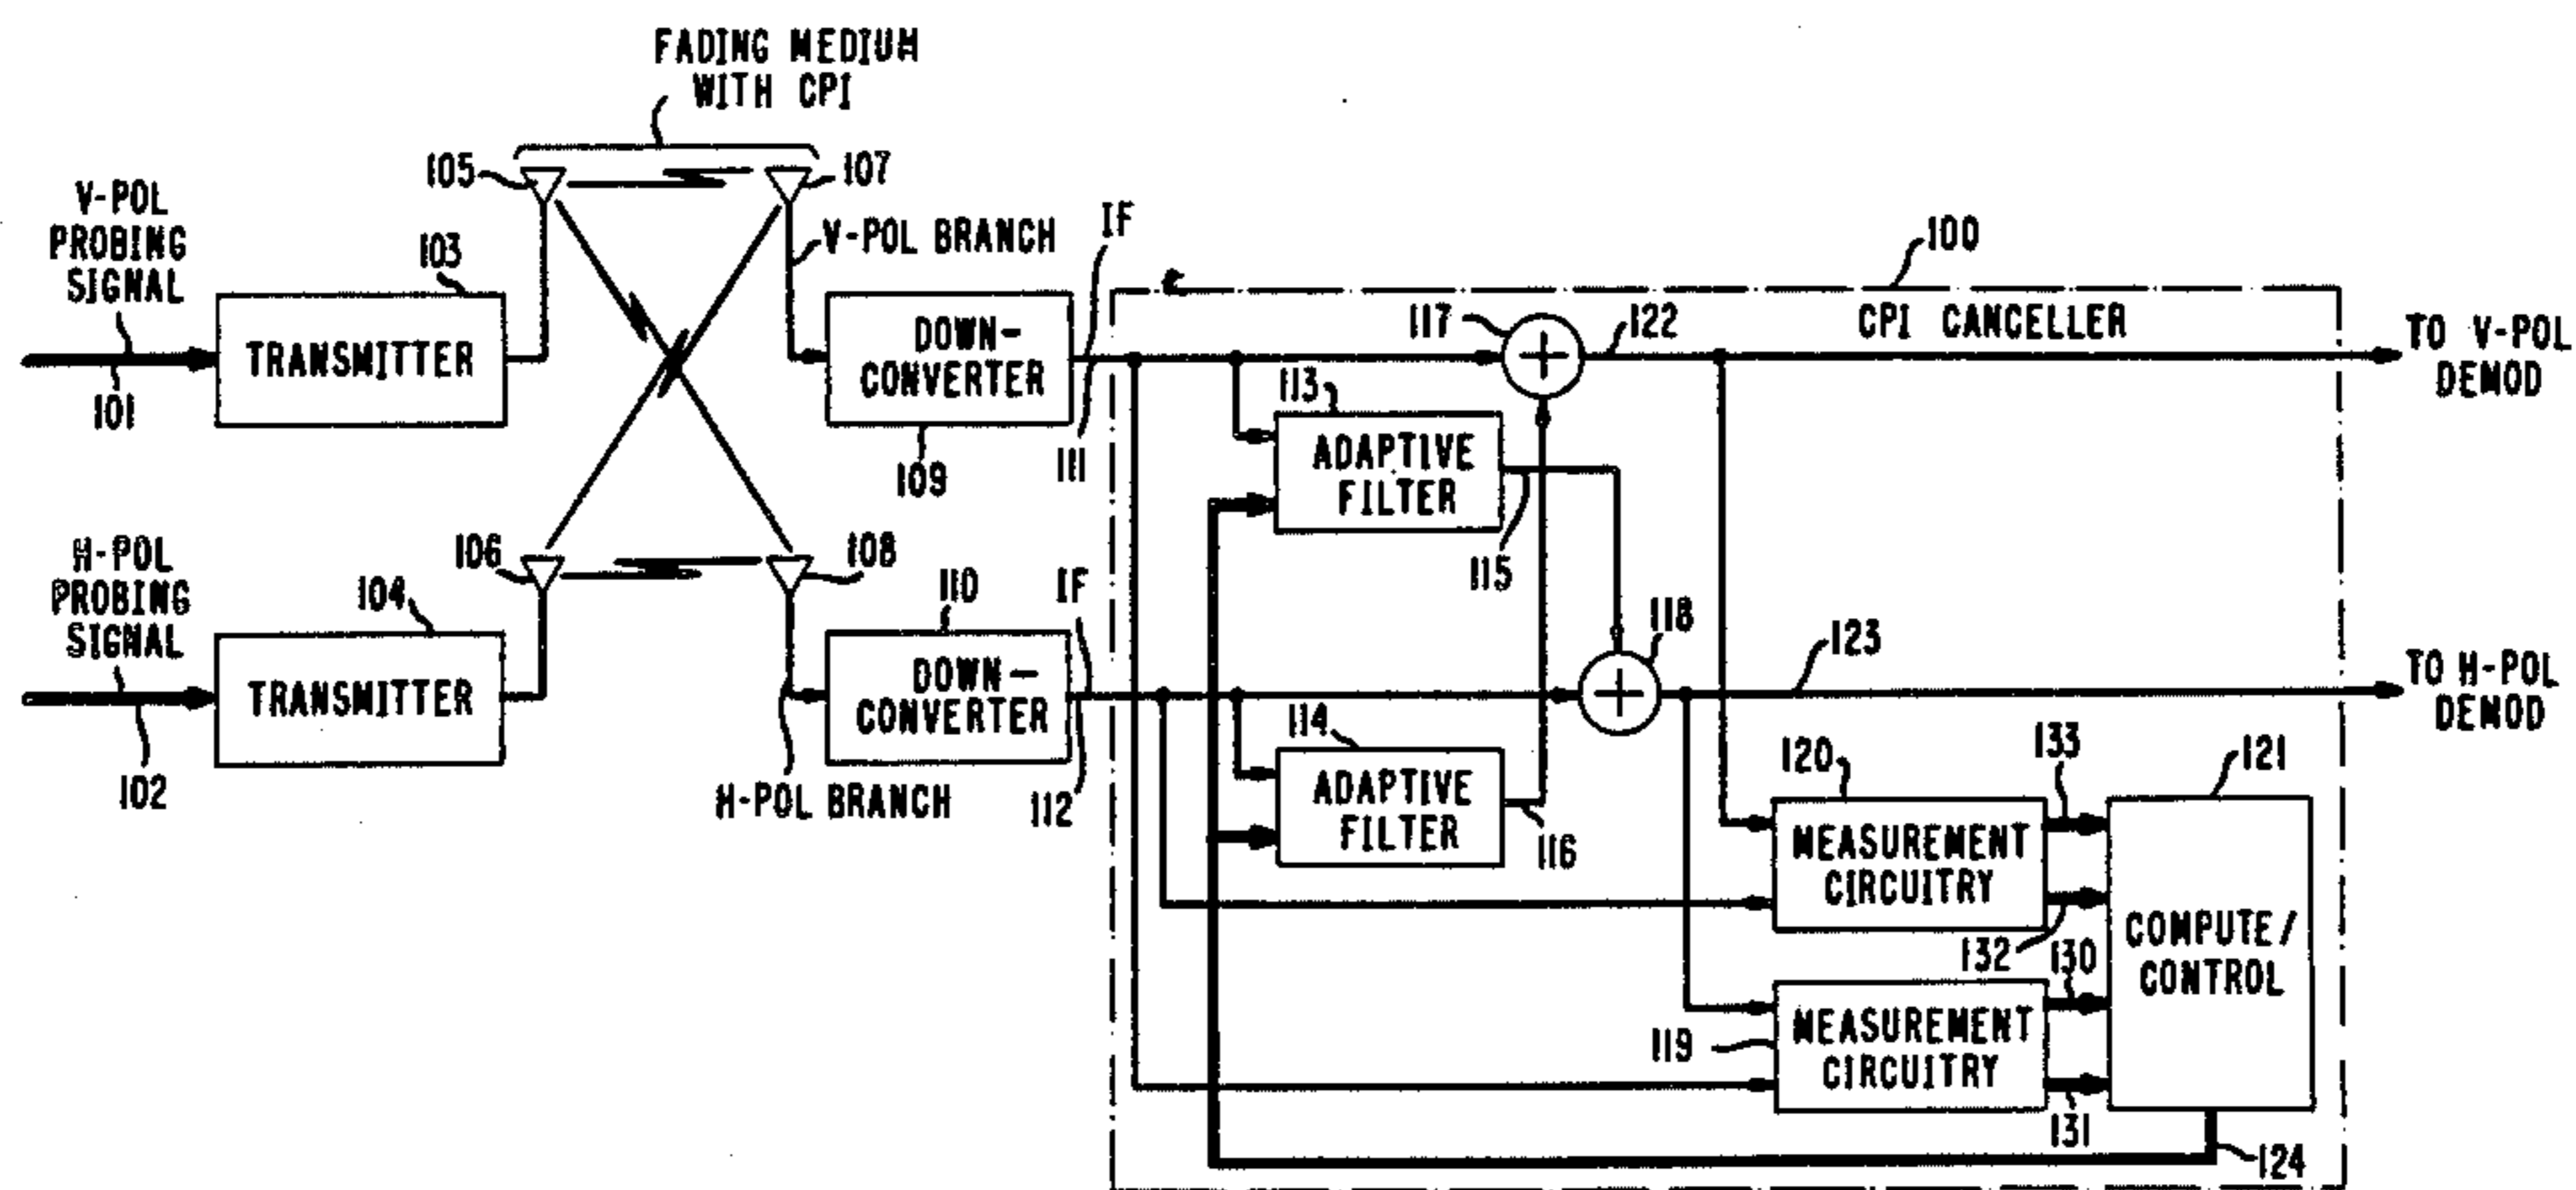 FADING MEDIUM
WITH CPI
105
107
V-POL
PROBING
SIGNAL
103
TRANSMITTER
101
V-POL BRANCH
IF
DOWN-
CONVERTER
109
111
100
CPI CANCELLER
117
122
TO V-POL
DEMOD
113
ADAPTIVE
FILTER
115
H-POL
PROBING
SIGNAL
104
106
108
TRANSMITTER
102
110
IF
DOWN-
CONVERTER
H-POL BRANCH
112
118
123
TO H-POL
DEMOD
114
ADAPTIVE
FILTER
116
120
133
121
MEASUREMENT
CIRCUITRY
132
130
COMPUTE/
CONTROL
119
MEASUREMENT
CIRCUITRY
131
124